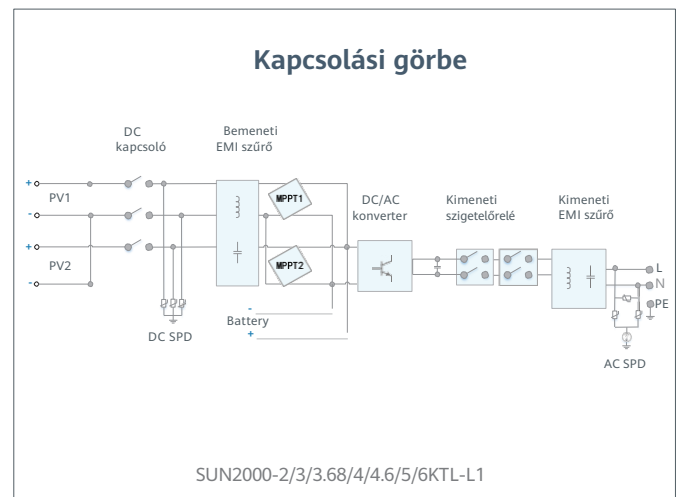 Kapcsolási görbe
DC
kapcsoló
Bemeneti
EMI szűrő
DC/AC
konverter
Kimeneti
szigetelőrelé
Kimeneti
EMI szűrő
+
PV1
-
+
PV2
-
MPPT1
MPPT2
L
N
PE
DC SPD
-
Battery
+
AC SPD
SUN2000-2/3/3.68/4/4.6/5/6KTL-L1